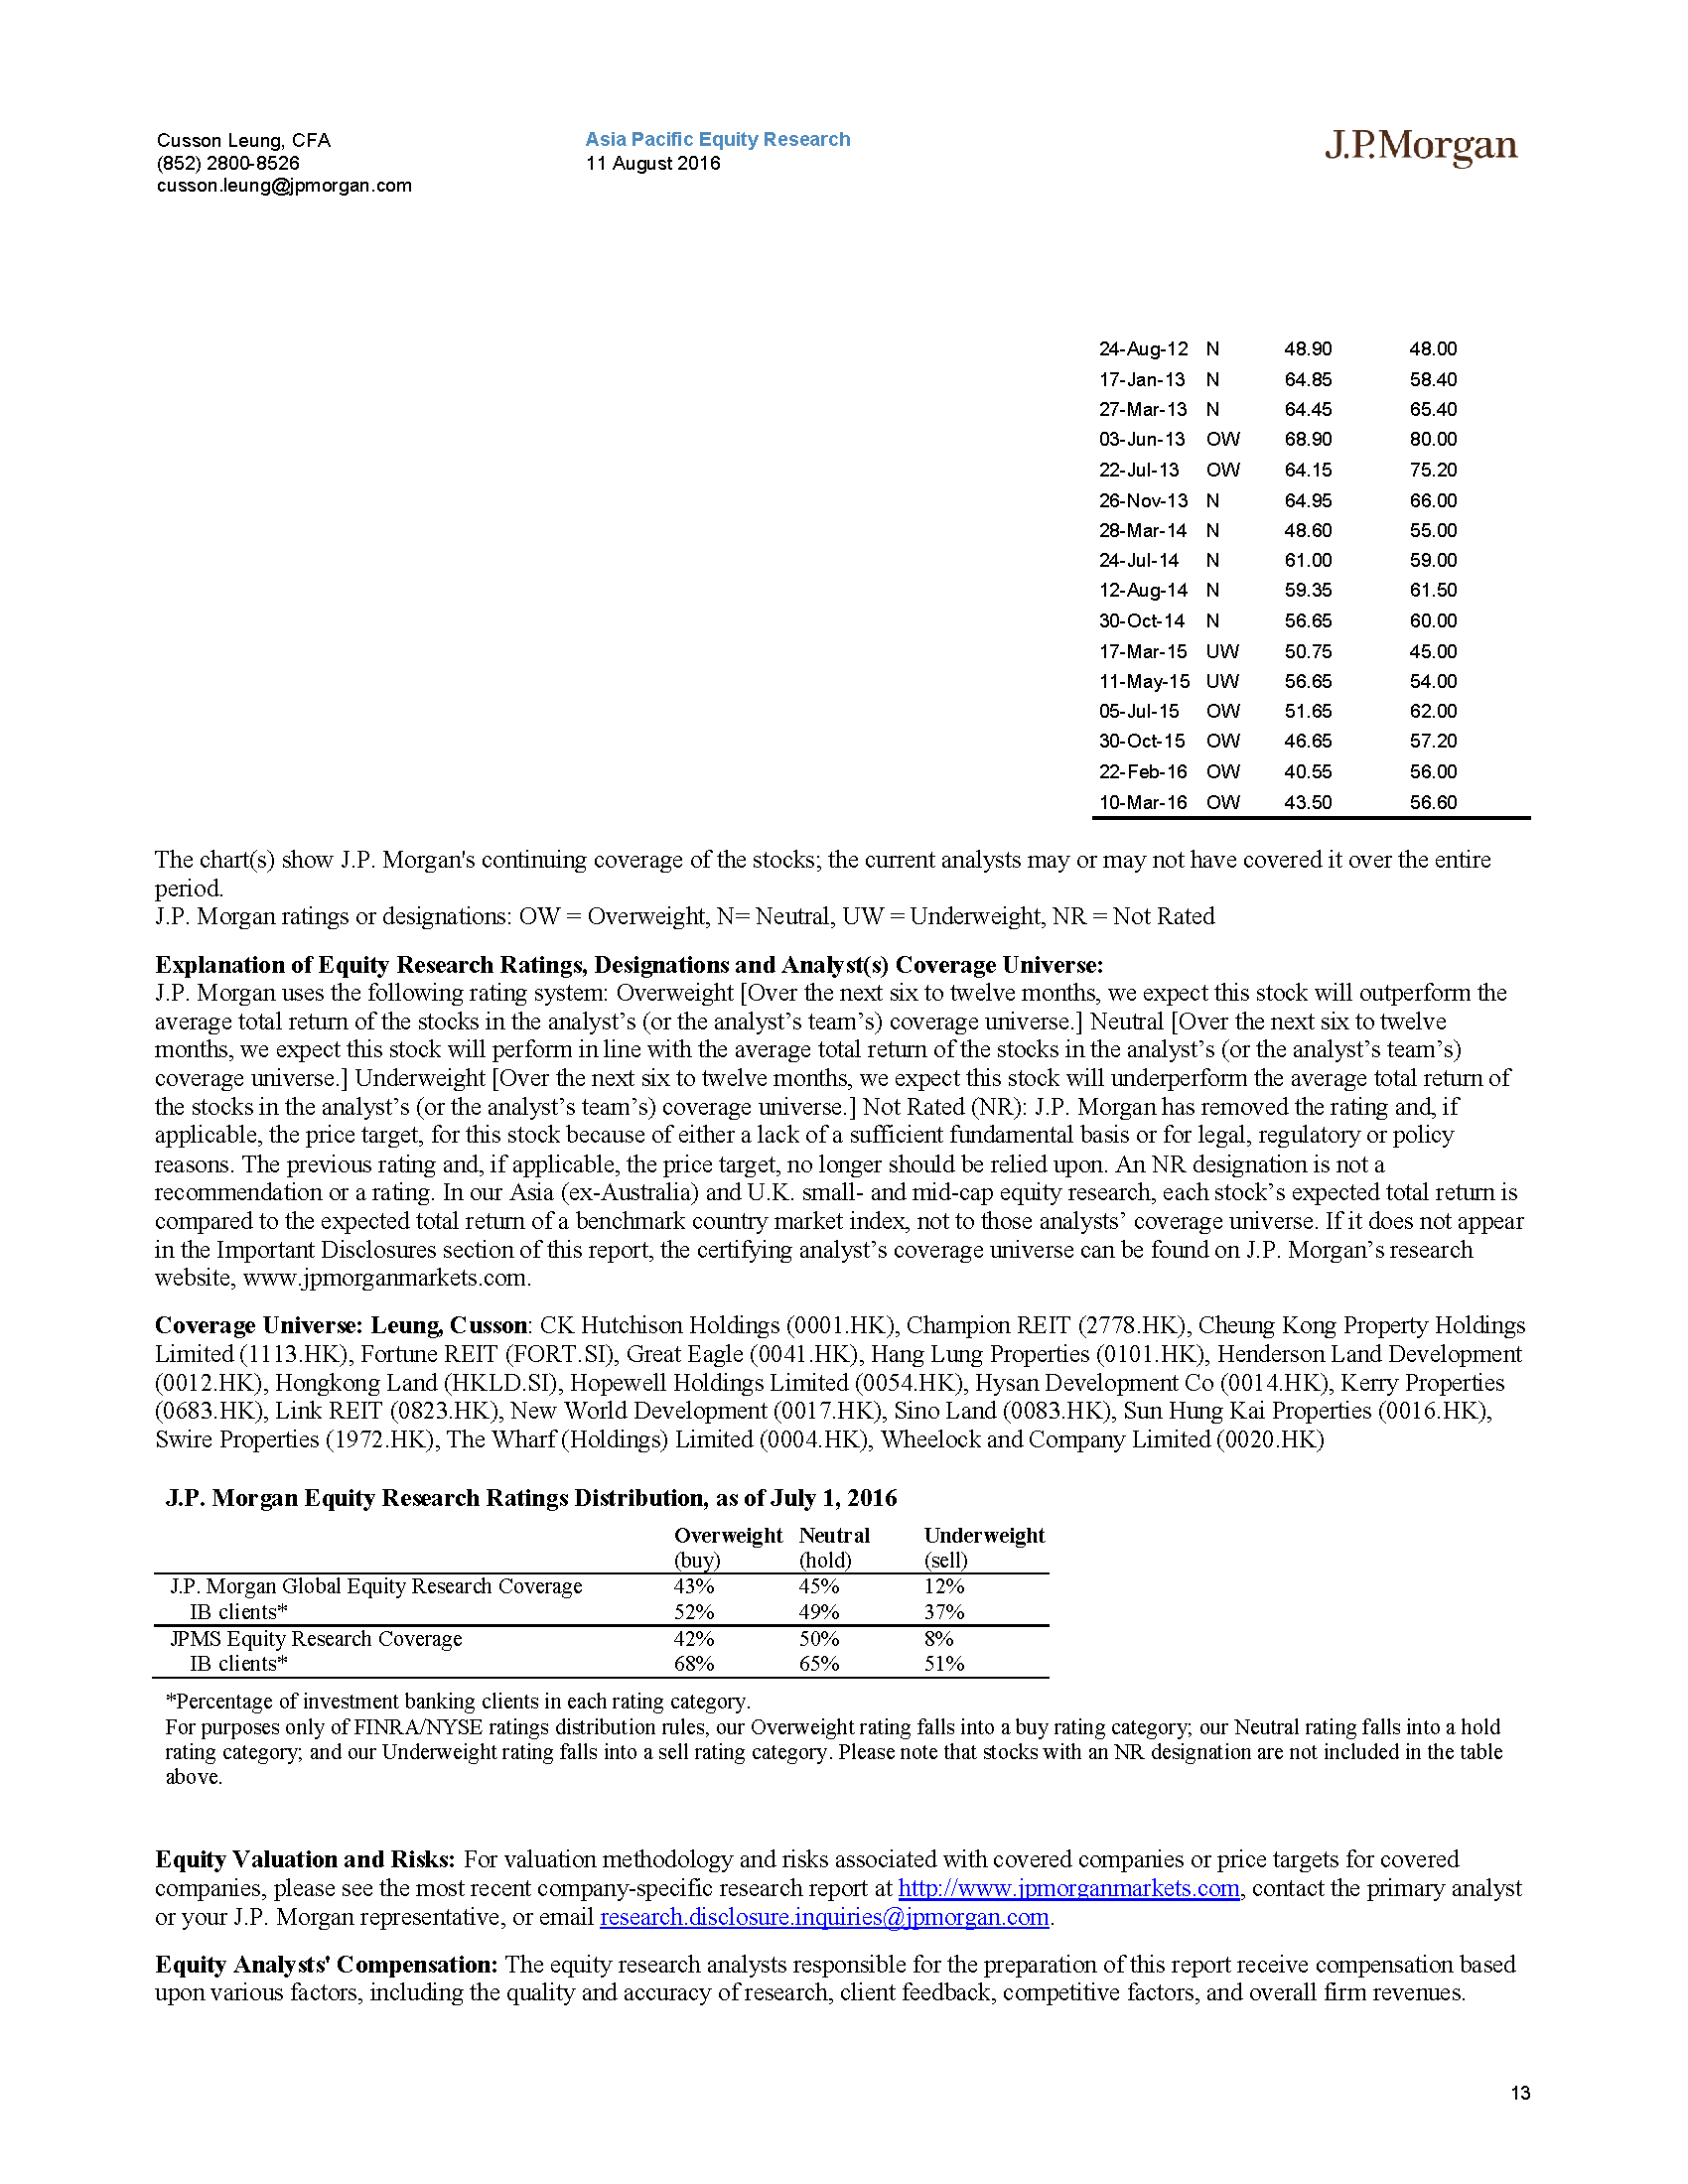 Cusson Leung, CFA
(852) 2800-8526
cusson.leung@jpmorgan.com
Asia Pacific Equity Research
11 August 2016
J.P.Morgan
24-Aug-12 N 48.90 48.00
17-Jan-13 N 64.85 58.40
27-Mar-13 N 64.45 65.40
03-Jun-13 OW 68.90 80.00
22-Jul-13 OW 64.15 75.20
26-Nov-13 N 64.95 66.00
28-Mar-14 N 48.60 55.00
24-Jul-14 N 61.00 59.00
12-Aug-14 N 59.35 61.50
30-Oct-14 N 56.65 60.00
17-Mar-15 UW 50.75 45.00
11-May-15 UW 56.65 54.00
05-Jul-15 OW 51.65 62.00
30-Oct-15 OW 46.65 57.20
22-Feb-16 OW 40.55 56.00
10-Mar-16 OW 43.50 56.60
The chart(s) show J.P. Morgan's continuing coverage of the stocks; the current analysts may or may not have covered it over the entire
period.
J.P. Morgan ratings or designations: OW = Overweight, N= Neutral, UW = Underweight, NR = Not Rated
Explanation of Equity Research Ratings, Designations and Analyst(s) Coverage Universe:
J.P. Morgan uses the following rating system: Overweight [Over the next six to twelve months, we expect this stock will outperform the
average total return of the stocks in the analyst’s (or the analyst’s team’s) coverage universe.] Neutral [Over the next six to twelve
months, we expect this stock will perform in line with the average total return of the stocks in the analyst’s (or the analyst’s team’s)
coverage universe.] Underweight [Over the next six to twelve months, we expect this stock will underperform the average total return of
the stocks in the analyst’s (or the analyst’s team’s) coverage universe.] Not Rated (NR): J.P. Morgan has removed the rating and, if
applicable, the price target, for this stock because of either a lack of a sufficient fundamental basis or for legal, regulatory or policy
reasons. The previous rating and, if applicable, the price target, no longer should be relied upon. An NR designation is not a
recommendation or a rating. In our Asia (ex-Australia) and U.K. small- and mid-cap equity research, each stock’s expected total return is
compared to the expected total return of a benchmark country market index, not to those analysts’ coverage universe. If it does not appear
in the Important Disclosures section of this report, the certifying analyst’s coverage universe can be found on J.P. Morgan’s research
website, www.jpmorganmarkets.com.
Coverage Universe: Leung, Cusson: CK Hutchison Holdings (0001.HK), Champion REIT (2778.HK), Cheung Kong Property Holdings
Limited (1113.HK), Fortune REIT (FORT.SI), Great Eagle (0041.HK), Hang Lung Properties (0101.HK), Henderson Land Development
(0012.HK), Hongkong Land (HKLD.SI), Hopewell Holdings Limited (0054.HK), Hysan Development Co (0014.HK), Kerry Properties
(0683.HK), Link REIT (0823.HK), New World Development (0017.HK), Sino Land (0083.HK), Sun Hung Kai Properties (0016.HK),
Swire Properties (1972.HK), The Wharf (Holdings) Limited (0004.HK), Wheelock and Company Limited (0020.HK)
J.P. Morgan Equity Research Ratings Distribution, as of July 1, 2016
Overweight Neutral Underweight
(buy) (hold) (sell)
J.P. Morgan Global Equity Research Coverage 43% 45% 12%
IB clients* 52% 49% 37%
JPMS Equity Research Coverage 42% 50% 8%
IB clients* 68% 65% 51%
*Percentage of investment banking clients in each rating category.
For purposes only of FINRA/NYSE ratings distribution rules, our Overweight rating falls into a buy rating category; our Neutral rating falls into a hold
rating category; and our Underweight rating falls into a sell rating category. Please note that stocks with an NR designation are not included in the table
above.
Equity Valuation and Risks: For valuation methodology and risks associated with covered companies or price targets for covered
companies, please see the most recent company-specific research report at http://www.jpmorganmarkets.com, contact the primary analyst
or your J.P. Morgan representative, or email research.disclosure.inquiries@jpmorgan.com.
Equity Analysts' Compensation: The equity research analysts responsible for the preparation of this report receive compensation based
upon various factors, including the quality and accuracy of research, client feedback, competitive factors, and overall firm revenues.
13